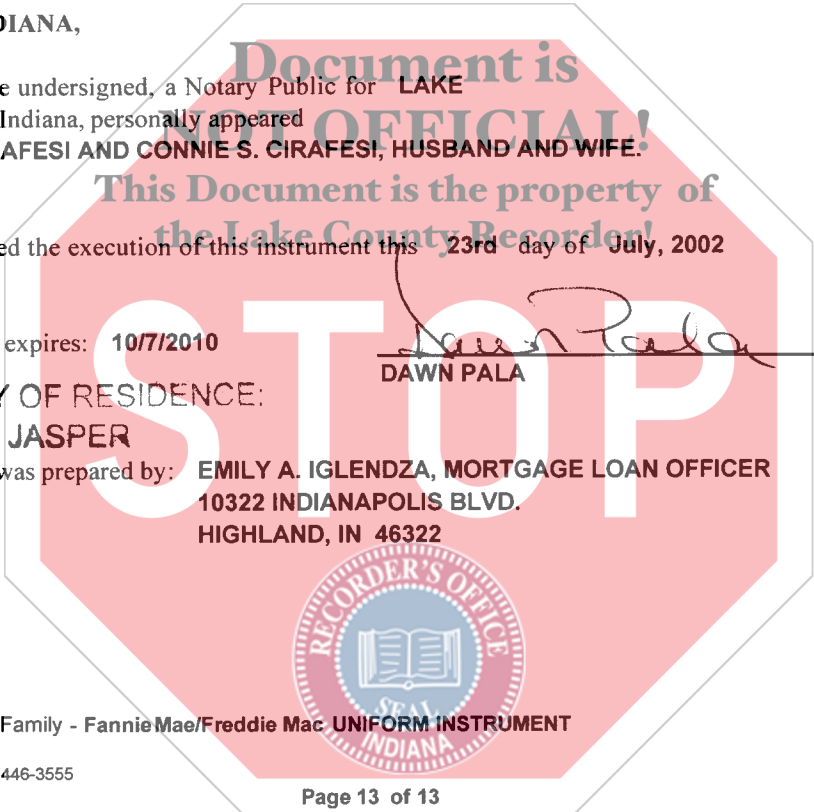 DIANA,
Document is
e undersigned, a Notary Public for LAKE
Indiana, personally appeared
NOT OFFICIAL!
AFESI AND CONNIE S. CIRAFESI, HUSBAND AND WIFE.
This Document is the property of
the Lake County Recorder!
ed the execution of this instrument this 23rd day of July, 2002
STOP
expires: 10/7/2010
Dawn Pala
DAWN PALA
Y OF RESIDENCE:
JASPER
was prepared by: EMILY A. IGLENDZA, MORTGAGE LOAN OFFICER
10322 INDIANAPOLIS BLVD.
HIGHLAND, IN 46322
RECORDER'S OFFICE
SEAL
INDIANA
Family - FannieMae/Freddie Mac UNIFORM INSTRUMENT
446-3555
Page 13 of 13